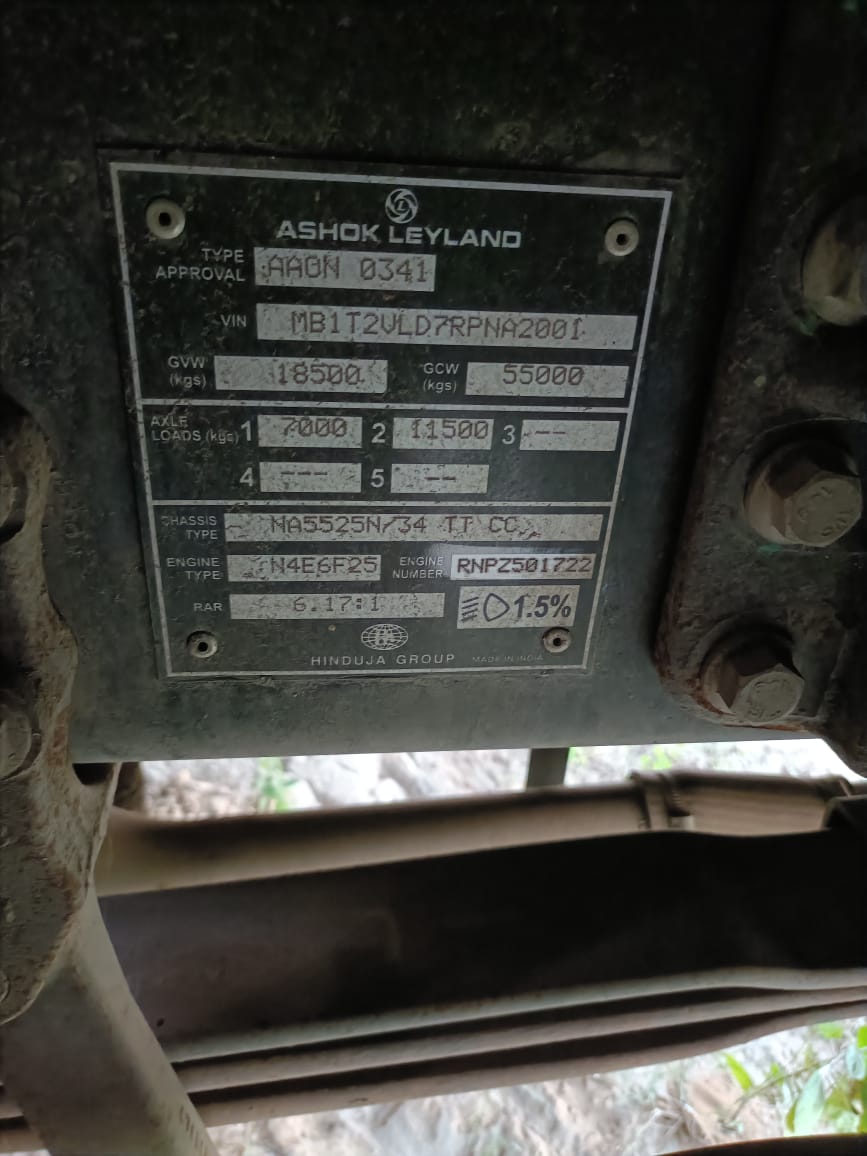 ASHOK LEYLAND
TYPE APPROVAL AAGN 0341
VIN MB1T2VLD7RPNA2001
GVW (kgs) 18500 GCW (kgs) 55000
AXLE LOADS (kgs) 1 7000 2 11500 3 --
4 --- 5 --
CHASSIS TYPE NA5525N/34 TT CC
ENGINE TYPE N4E6F25 ENGINE NUMBER RNPZ501722
RAR 6.17:1 1.5%
HINDUJA GROUP MADE IN INDIA